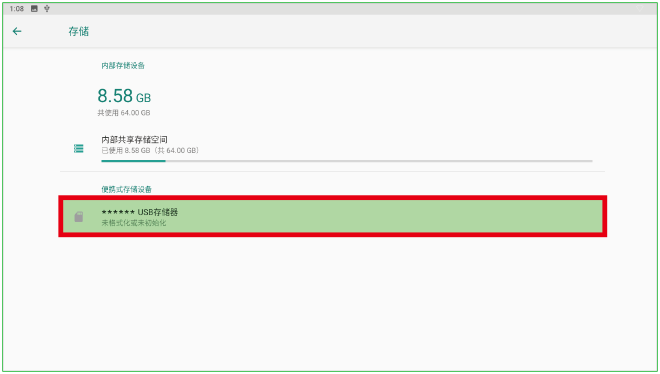 1:08
存储
内部存储设备
8.58 GB
共使用 64.00 GB
内部共享存储空间
已使用 8.58 GB（共 64.00 GB）
便携式存储设备
****** USB存储器
未格式化或未初始化